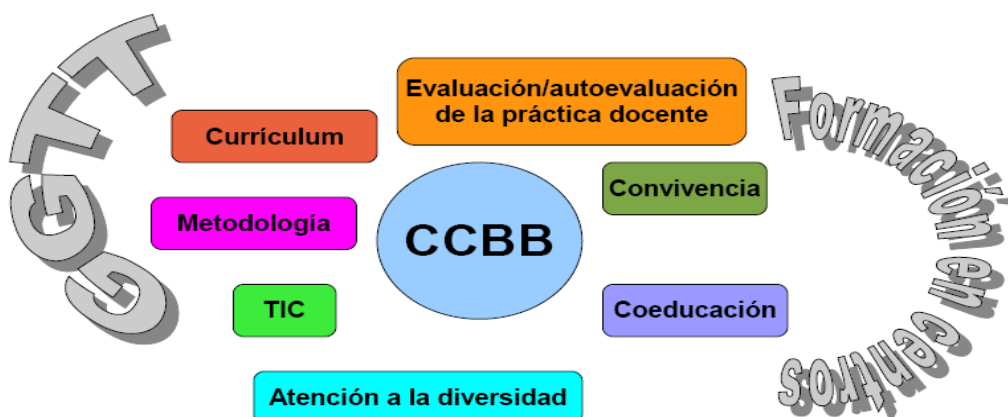 GGTT
Evaluación/autoevaluación
de la práctica docente
Currículum
Convivencia
Metodología
CCBB
TIC
Coeducación
Atención a la diversidad
Formación en centros